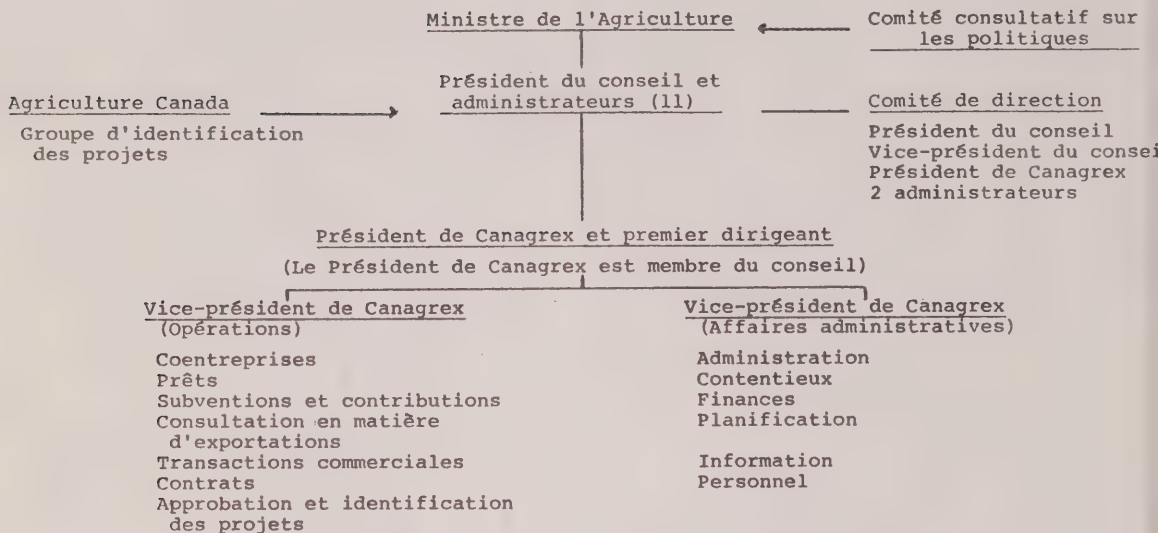 Ministre de l'Agriculture
Comité consultatif sur
les politiques
Président du conseil et
administrateurs (11)
Agriculture Canada
Groupe d'identification
des projets
Comité de direction
Président du conseil
Vice-président du consei
Président de Canagrex
2 administrateurs
Président de Canagrex et premier dirigeant
(Le Président de Canagrex est membre du conseil)
Vice-président de Canagrex
(Opérations)
Coentreprises
Prêts
Subventions et contributions
Consultation en matière
d'exportations
Transactions commerciales
Contrats
Approbation et identification
des projets
Vice-président de Canagrex
(Affaires administratives)
Administration
Contentieux
Finances
Planification
Information
Personnel